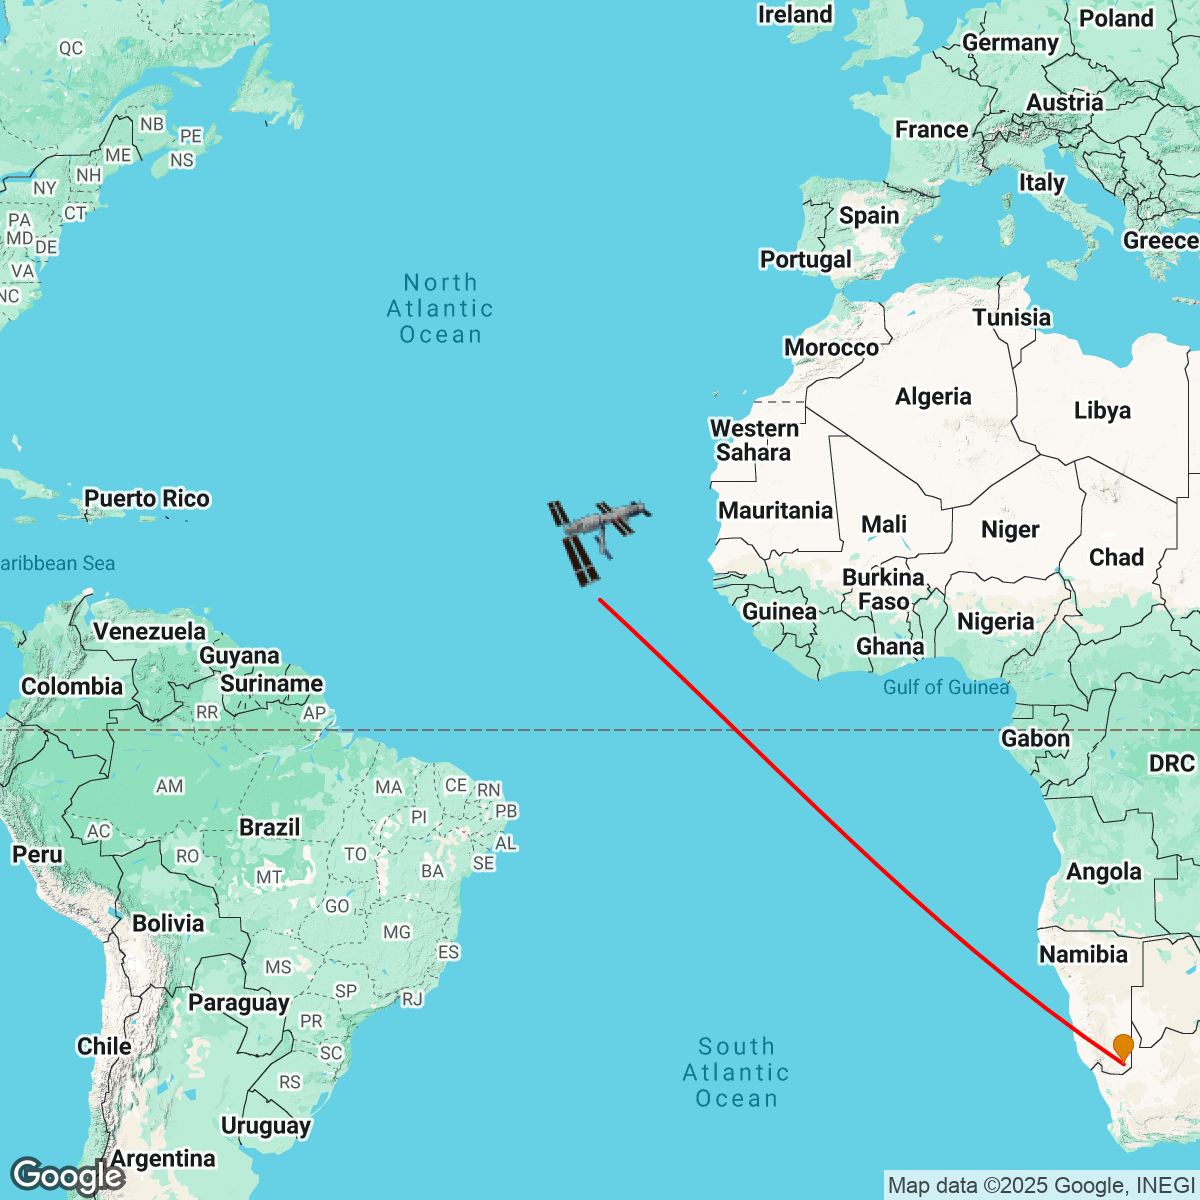 Ireland
Poland
Germany
QC
Austria
NB
France
PE
ME
NS
NH
Italy
NY
CT
Spain
PA
MD
DE
Greece
Portugal
VA
North
Atlantic
Ocean
NC
Tunisia
Morocco
Algeria
Libya
Western
Sahara
Puerto Rico
Mauritania
Mali
Niger
Chad
aribbean Sea
Burkina
Faso
Guinea
Nigeria
Venezuela
Ghana
Guyana
Suriname
Colombia
Gulf of Guinea
RR
AP
Gabon
DRC
AM
MA
CE
RN
PB
PI
Brazil
AC
AL
Peru
RO
TO
SE
BA
MT
Angola
GO
Bolivia
MG
ES
Namibia
MS
SP
RJ
Paraguay
PR
Chile
SC
South
Atlantic
Ocean
RS
Uruguay
Argentina
Google
Map data ©2025 Google, INEGI